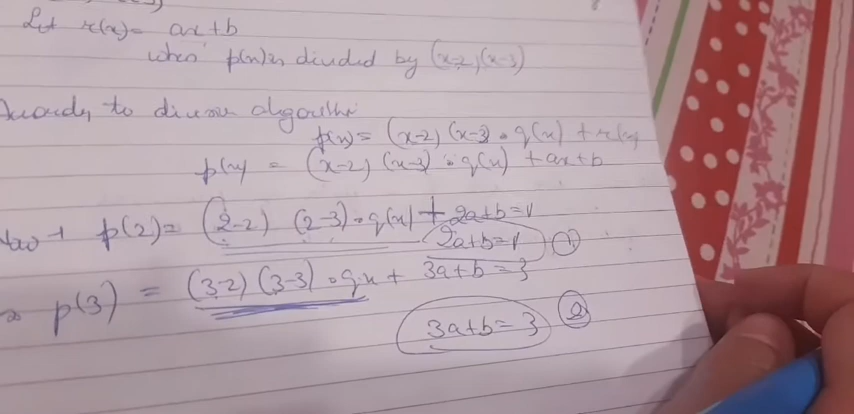 Let r(x)= ax+b
when p(x) is divided by (x-2)(x-3)
to division algorithm
p(x) = (x-2) (x-3) • q(x) + r(x)
p(x) = (x-2) (x-3) • q(x) + ax+b
p(2) = (2-2) (2-3) • q(x) + 2a+b=1
2a+b=1 ①
p(3) = (3-2) (3-3) • qx + 3a+b=3
3a+b=3 ②